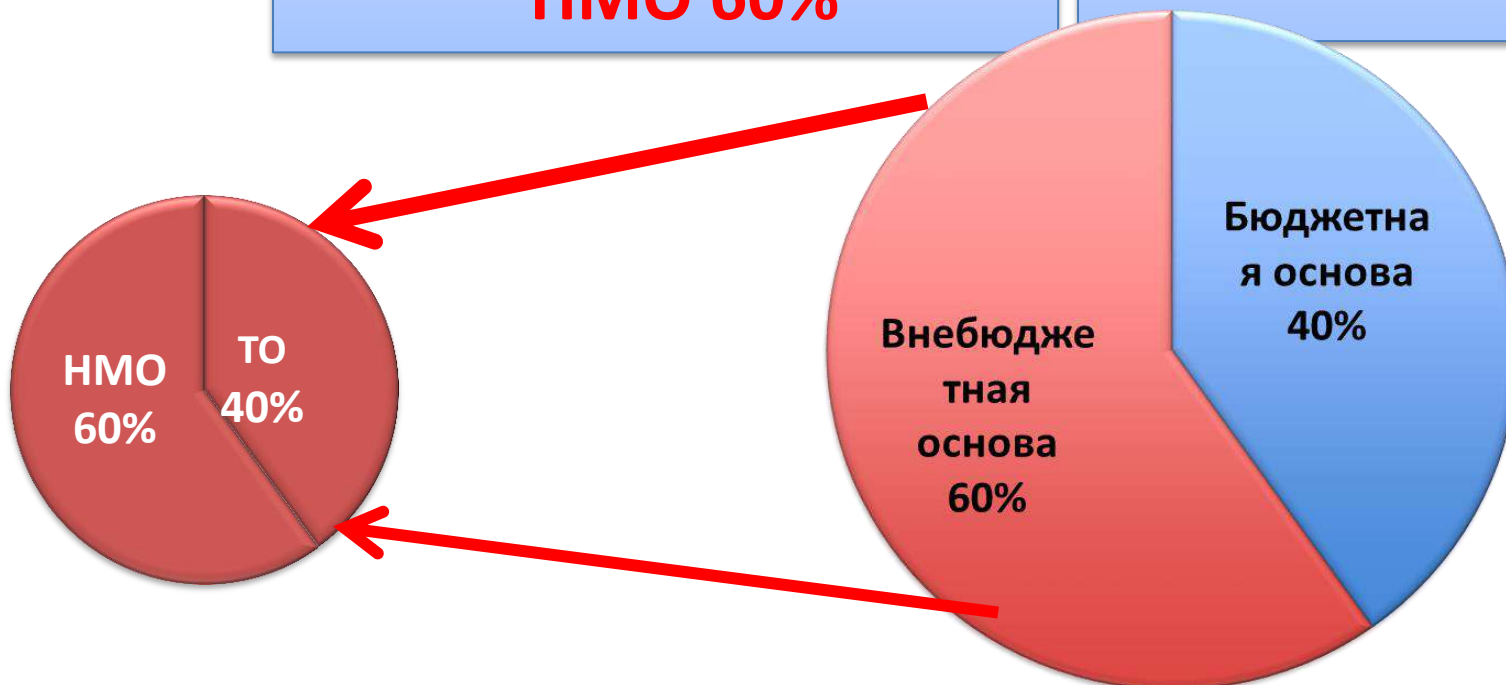 НМО 60%
НМО
60%
ТО
40%
Внебюдже
тная
основа
60%
Бюджетна
я основа
40%